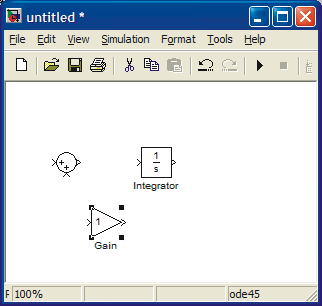 untitled *
File Edit View Simulation Format Tools Help
1
s
Integrator
1
Gain
100%
ode45